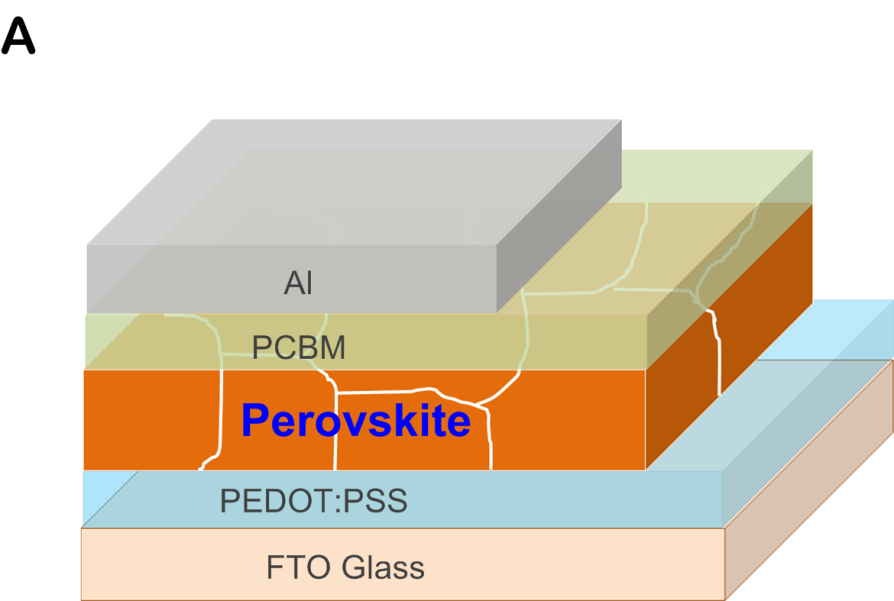 A
Al
PCBM
Perovskite
PEDOT:PSS
FTO Glass